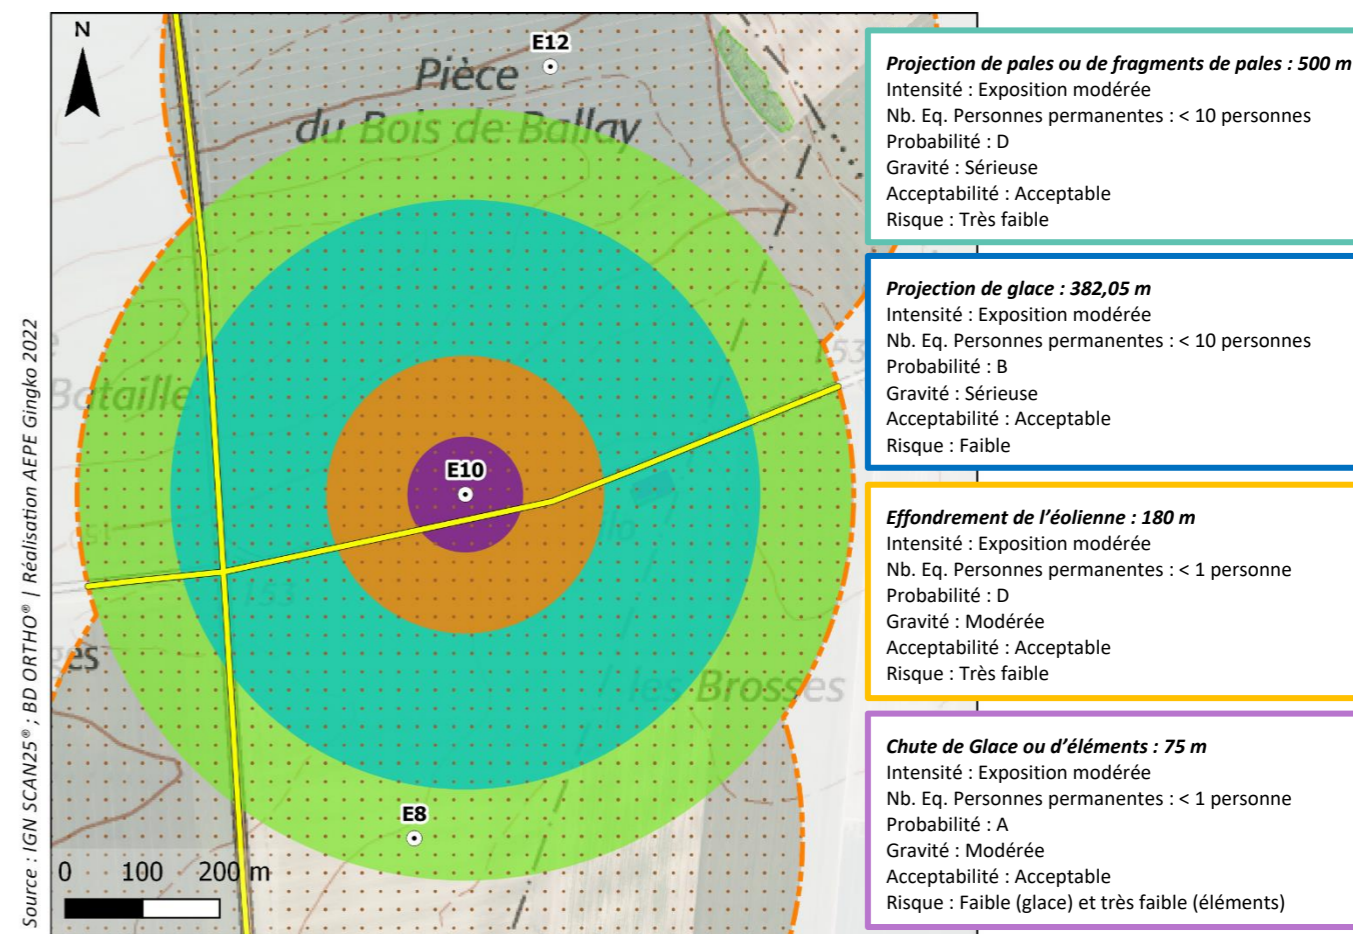 N
E12
Pièce
du Bois de Ballay
Bataille
E10
153
153
ges
les Brosses
E8
0 100 200 m
Source : IGN SCAN25® ; BD ORTHO® | Réalisation AEPE Gingko 2022
Projection de pales ou de fragments de pales : 500 m
Intensité : Exposition modérée
Nb. Eq. Personnes permanentes : < 10 personnes
Probabilité : D
Gravité : Sérieuse
Acceptabilité : Acceptable
Risque : Très faible
Projection de glace : 382,05 m
Intensité : Exposition modérée
Nb. Eq. Personnes permanentes : < 10 personnes
Probabilité : B
Gravité : Sérieuse
Acceptabilité : Acceptable
Risque : Faible
Effondrement de l’éolienne : 180 m
Intensité : Exposition modérée
Nb. Eq. Personnes permanentes : < 1 personne
Probabilité : D
Gravité : Modérée
Acceptabilité : Acceptable
Risque : Très faible
Chute de Glace ou d’éléments : 75 m
Intensité : Exposition modérée
Nb. Eq. Personnes permanentes : < 1 personne
Probabilité : A
Gravité : Modérée
Acceptabilité : Acceptable
Risque : Faible (glace) et très faible (éléments)